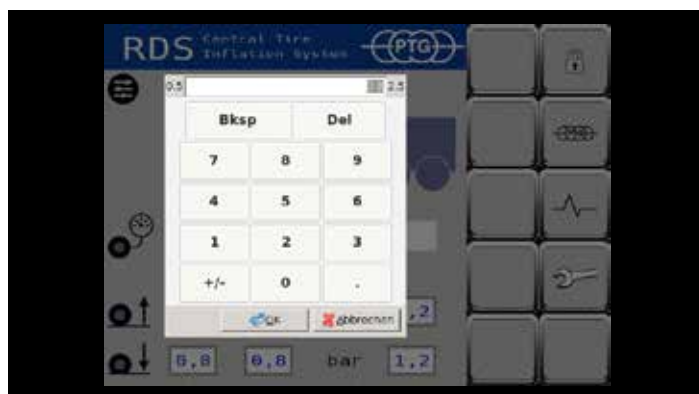 RDS Central Tire Inflation System PTG
0.5 2.5
Bksp Del
7 8 9
4 5 6
1 2 3
+/- 0 .
OK Abbrechen
,2
0,8 0,8 bar 1,2